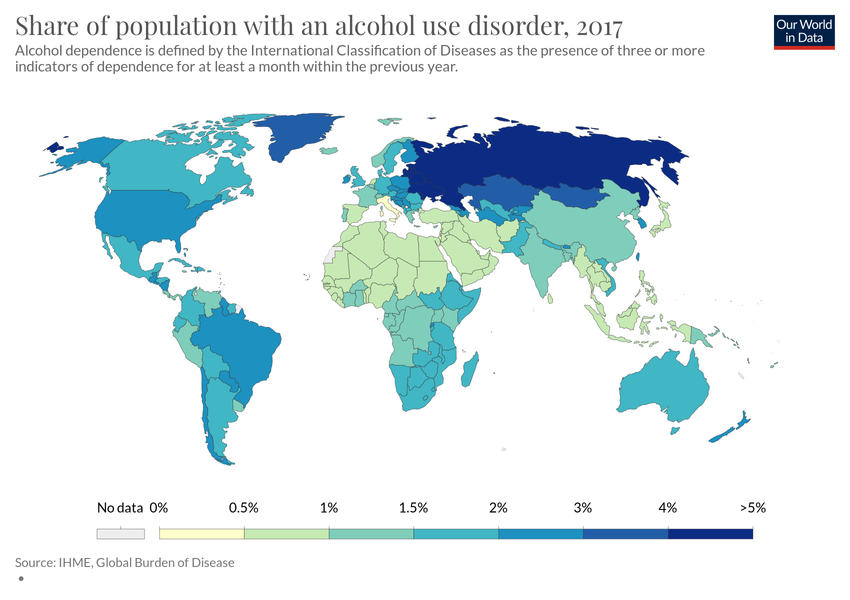 Share of population with an alcohol use disorder, 2017
Our World
in Data
Alcohol dependence is defined by the International Classification of Diseases as the presence of three or more
indicators of dependence for at least a month within the previous year.
No data 0% 0.5% 1% 1.5% 2% 3% 4% >5%
Source: IHME, Global Burden of Disease